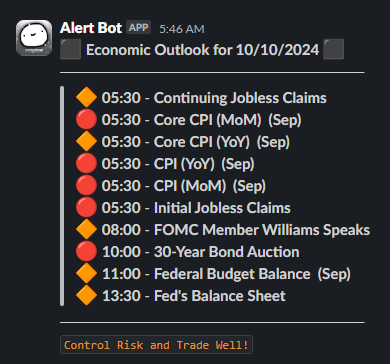 Alert Bot APP 5:46 AM
Economic Outlook for 10/10/2024
05:30 - Continuing Jobless Claims
05:30 - Core CPI (MoM) (Sep)
05:30 - Core CPI (YoY) (Sep)
05:30 - CPI (YoY) (Sep)
05:30 - CPI (MoM) (Sep)
05:30 - Initial Jobless Claims
08:00 - FOMC Member Williams Speaks
10:00 - 30-Year Bond Auction
11:00 - Federal Budget Balance (Sep)
13:30 - Fed's Balance Sheet
Control Risk and Trade Well!